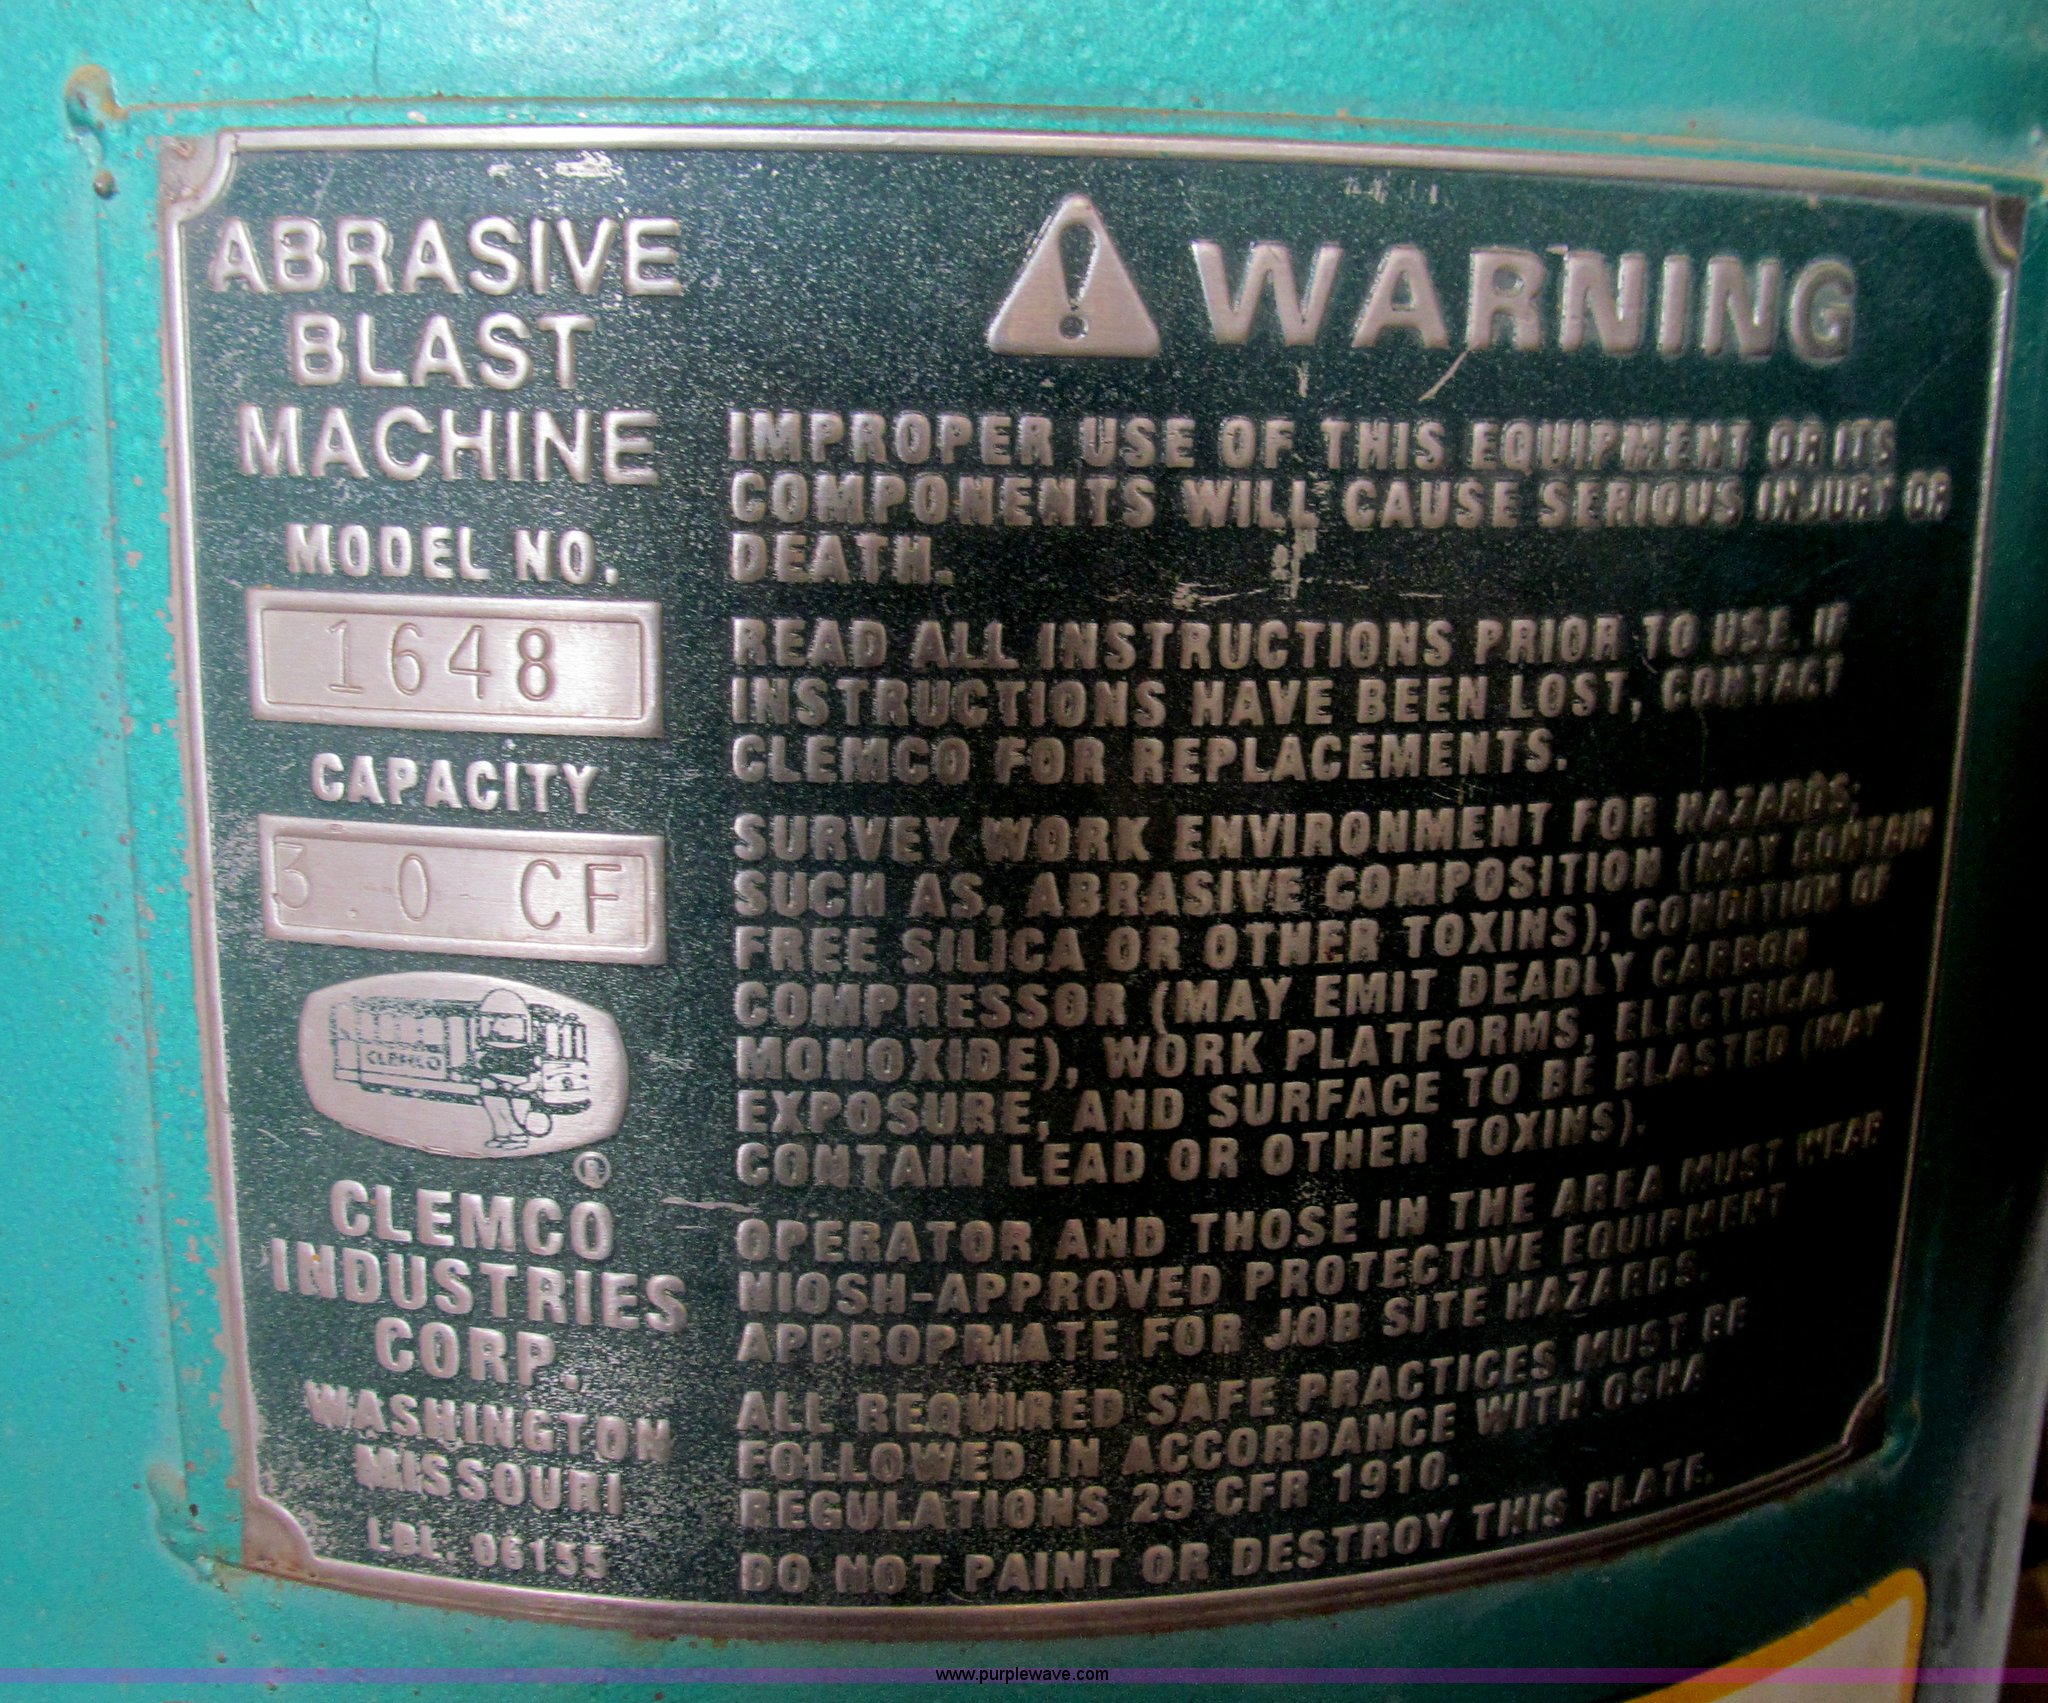 ABRASIVE
BLAST
MACHINE
MODEL NO.
1648
CAPACITY
3.0 CF
CLEMCO
®
CLEMCO
INDUSTRIES
CORP.
WASHINGTON
MISSOURI
LBL. 06155
WARNING
IMPROPER USE OF THIS EQUIPMENT OR ITS
COMPONENTS WILL CAUSE SERIOUS INJURY OR
DEATH.
READ ALL INSTRUCTIONS PRIOR TO USE. IF
INSTRUCTIONS HAVE BEEN LOST, CONTACT
CLEMCO FOR REPLACEMENTS.
SURVEY WORK ENVIRONMENT FOR HAZARDS;
SUCH AS, ABRASIVE COMPOSITION (MAY CONTAIN
FREE SILICA OR OTHER TOXINS), CONDITION OF
COMPRESSOR (MAY EMIT DEADLY CARBON
MONOXIDE), WORK PLATFORMS, ELECTRICAL
EXPOSURE, AND SURFACE TO BE BLASTED (MAY
CONTAIN LEAD OR OTHER TOXINS).
OPERATOR AND THOSE IN THE AREA MUST WEAR
NIOSH-APPROVED PROTECTIVE EQUIPMENT
APPROPRIATE FOR JOB SITE HAZARDS.
ALL REQUIRED SAFE PRACTICES MUST BE
FOLLOWED IN ACCORDANCE WITH OSHA
REGULATIONS 29 CFR 1910.
DO NOT PAINT OR DESTROY THIS PLATE.
www.purplewave.com